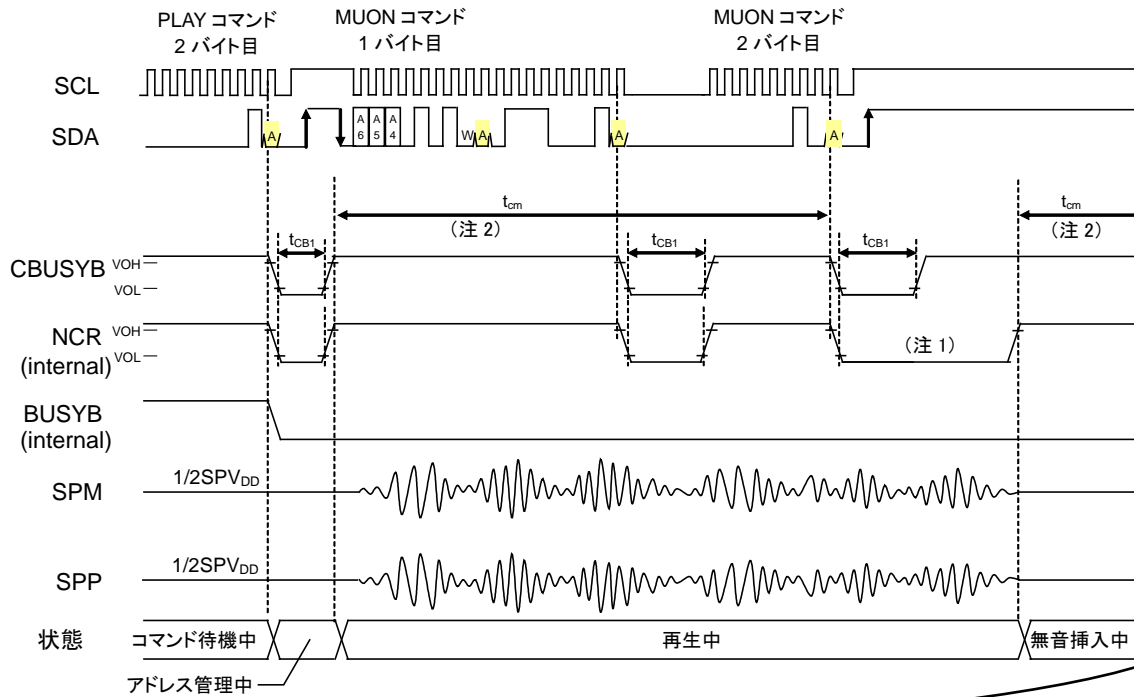 PLAY コマンド
2 バイト目
MUON コマンド
1 バイト目
MUON コマンド
2 バイト目
SCL
SDA
A
A6
A5
A4
W
A
A
A
tcm
(注 2)
tcm
(注 2)
tCB1
tCB1
tCB1
CBUSYB
VOH
VOL
NCR
(internal)
VOH
VOL
(注 1)
BUSYB
(internal)
SPM
1/2SPVDD
SPP
1/2SPVDD
状態
コマンド待機中
再生中
無音挿入中
アドレス管理中